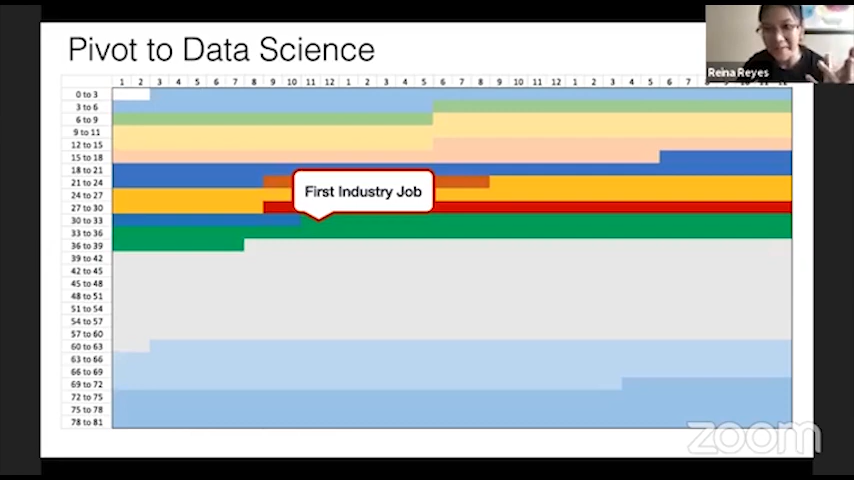 Pivot to Data Science
Reina Reyes
1 2 3 4 5 6 7 8 9 10 11 12 1 2 3 4 5 6 7 8 9 10 11 12 1 2 3 4 5 6 7
0 to 3
3 to 6
6 to 9
9 to 11
12 to 15
15 to 18
18 to 21
21 to 24
24 to 27
First Industry Job
27 to 30
30 to 33
33 to 36
36 to 39
39 to 42
42 to 45
45 to 48
48 to 51
51 to 54
54 to 57
57 to 60
60 to 63
63 to 66
66 to 69
69 to 72
72 to 75
75 to 78
78 to 81
zoom